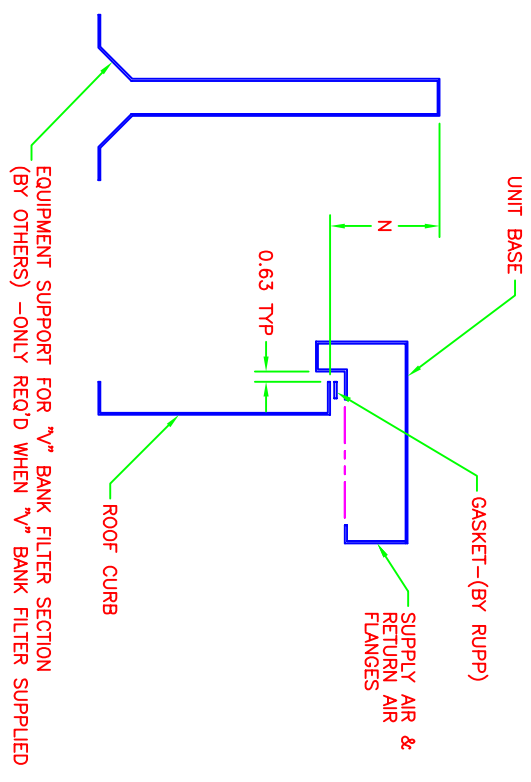 UNIT BASE
N
0.63 TYP
GASKET-(BY RUPP)
SUPPLY AIR &
RETURN AIR
FLANGES
ROOF CURB
EQUIPMENT SUPPORT FOR "V" BANK FILTER SECTION
(BY OTHERS) -ONLY REQ'D WHEN "V" BANK FILTER SUPPLIED